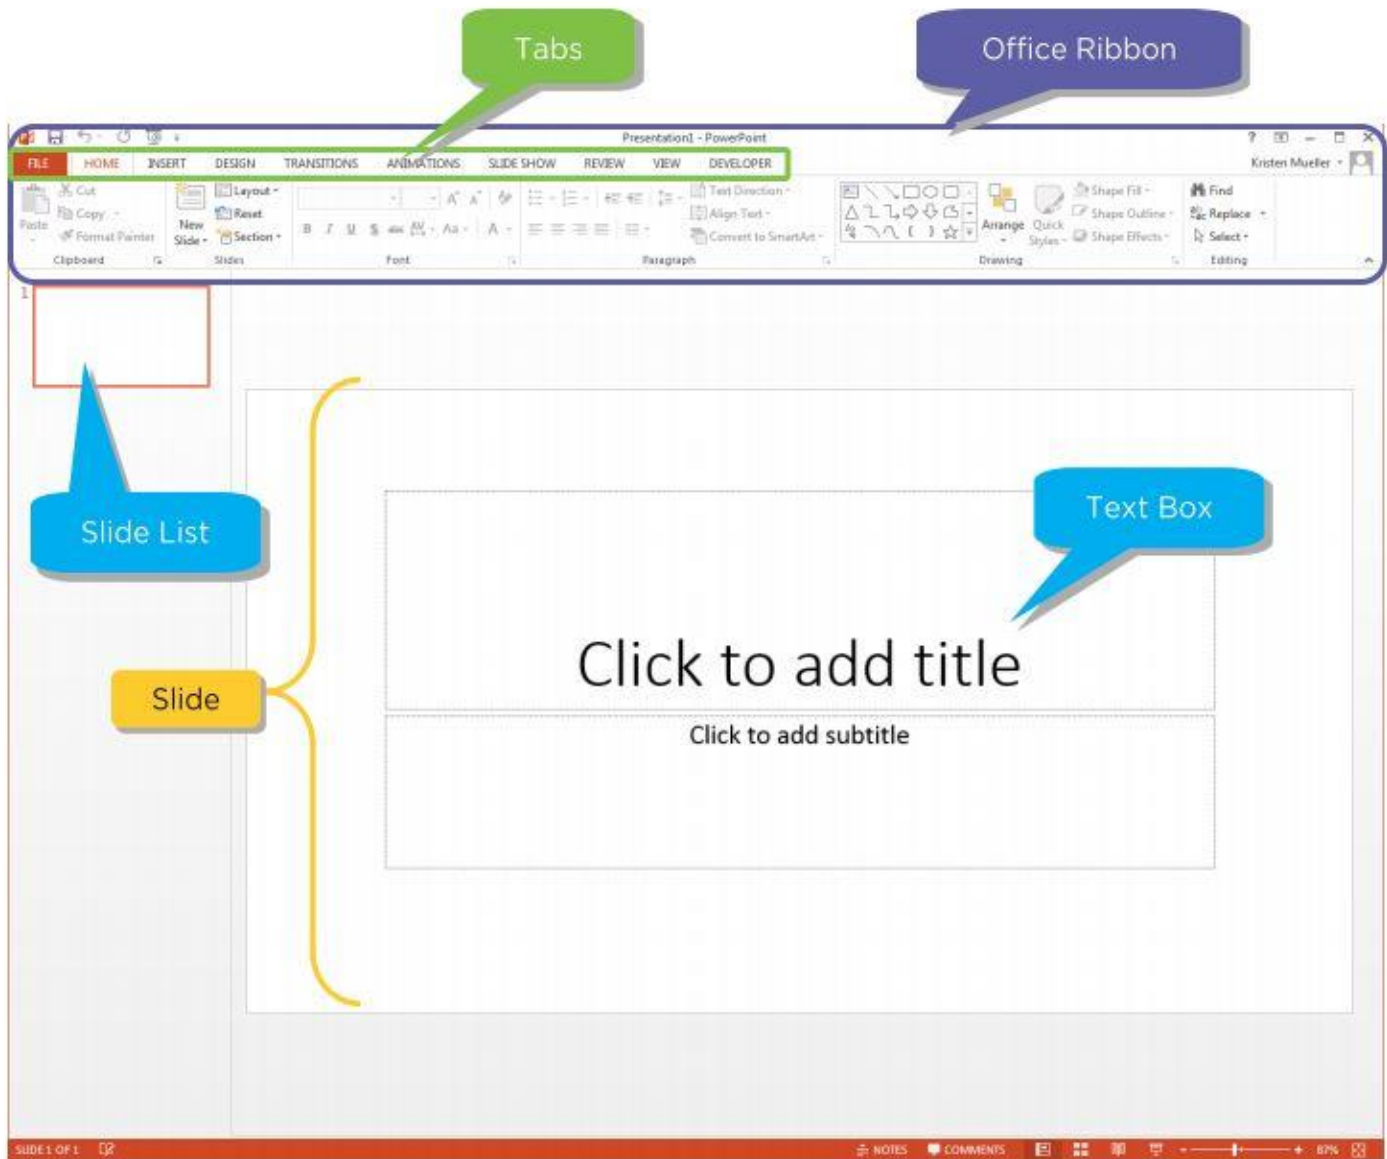 Tabs
Office Ribbon
Presentation1 - PowerPoint
?
FILE HOME INSERT DESIGN TRANSITIONS ANIMATIONS SLIDE SHOW REVIEW VIEW DEVELOPER
Kristen Mueller
Paste
Cut
Copy
Format Painter
Clipboard
New
Slide
Layout
Reset
Section
Slides
B I U S abc AV Aa A
Font
Text Direction
Align Text
Convert to SmartArt
Paragraph
Arrange
Quick
Styles
Shape Fill
Shape Outline
Shape Effects
Drawing
Find
Replace
Select
Editing
1
Slide List
Text Box
Slide
Click to add title
Click to add subtitle
SLIDE 1 OF 1
NOTES COMMENTS
87%